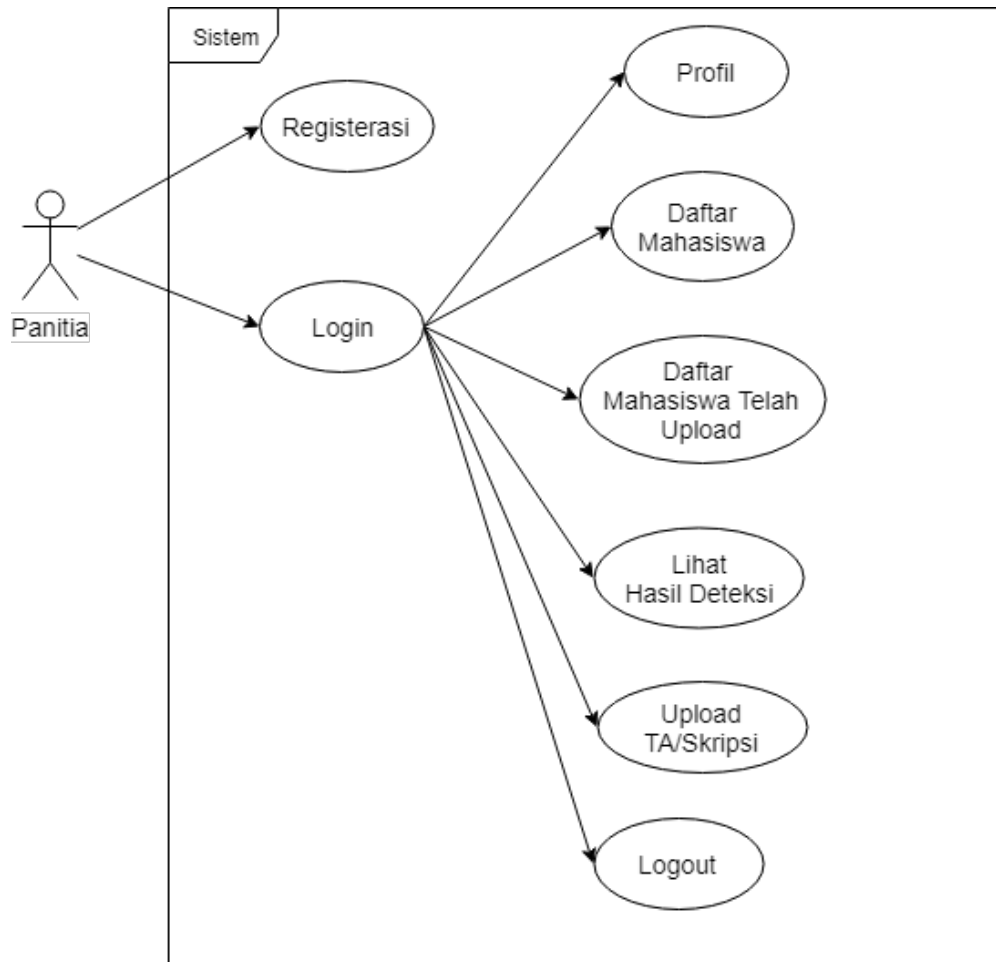 Sistem
Registerasi
Login
Panitia
Profil
Daftar
Mahasiswa
Daftar
Mahasiswa Telah
Upload
Lihat
Hasil Deteksi
Upload
TA/Skripsi
Logout